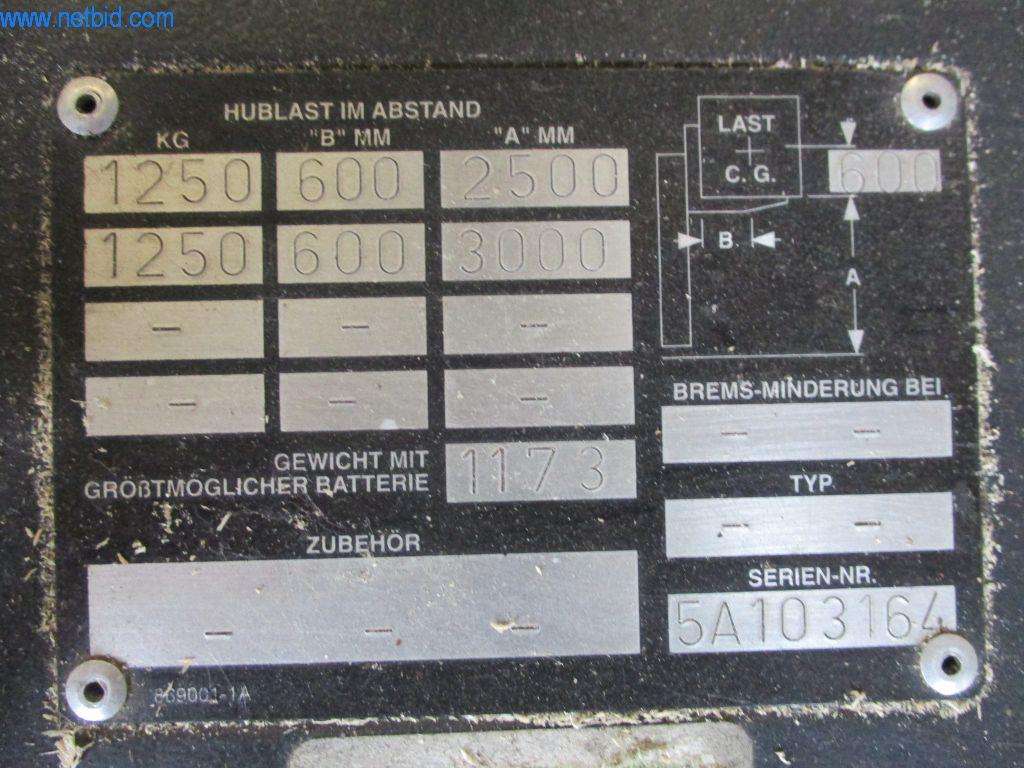 www.netbid.com
HUBLAST IM ABSTAND
KG "B" MM "A" MM
1250 600 2500
1250 600 3000
- - -
- - -
LAST
C. G.
600
B
A
BREMS-MINDERUNG BEI
- -
GEWICHT MIT
GRÖßTMÖGLICHER BATTERIE 1173
TYP
- -
ZUBEHÖR
- - -
SERIEN-NR.
5A103164
869001-1A